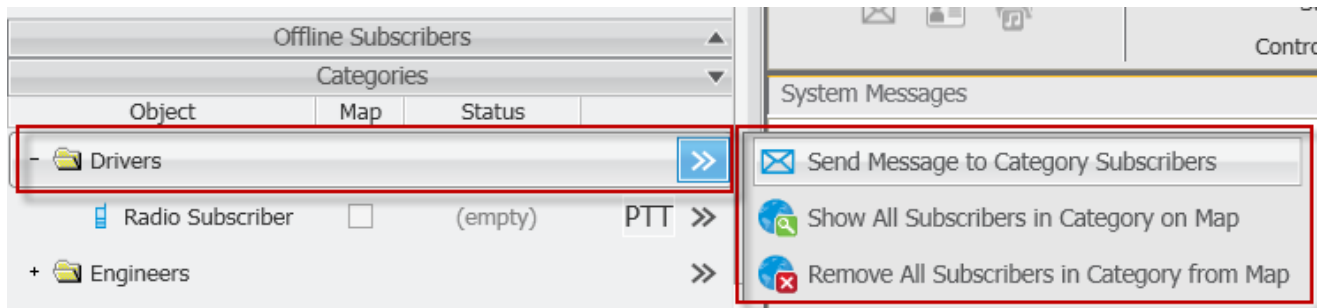 Offline Subscribers
Categories
Object Map Status
- Drivers
Radio Subscriber (empty) PTT
+ Engineers
System Messages
Send Message to Category Subscribers
Show All Subscribers in Category on Map
Remove All Subscribers in Category from Map